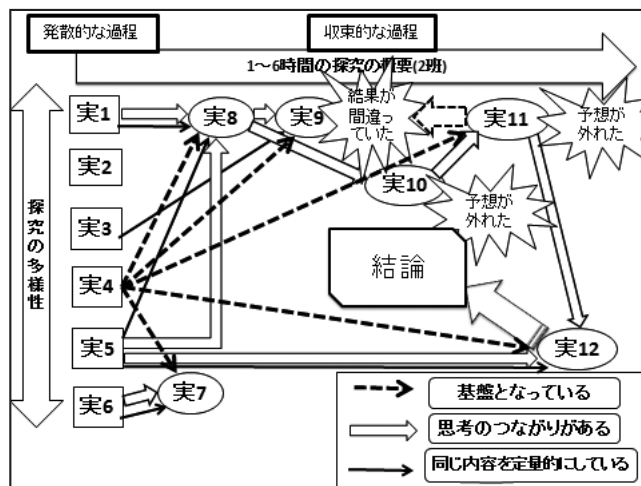 発散的な過程
収束的な過程
1～6時間の探究の概要(2班)
実1
実8
実9
結果が
間違っ
ていた
実11
予想が
外れた
実2
実10
予想が
外れた
実3
探究の多様性
実4
結論
実5
実12
実7
実6
基盤となっている
思考のつながりがある
同じ内容を定量的にしている